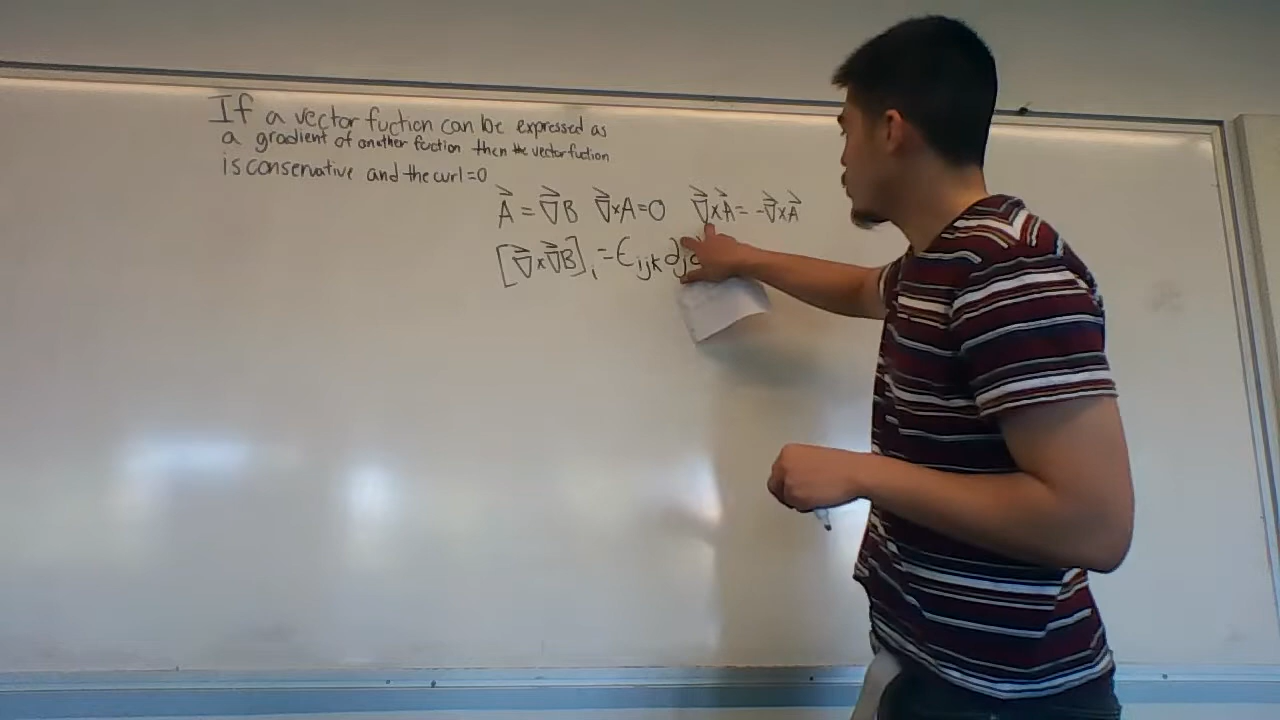 If a vector fuction can be expressed as
a gradient of another fuction then the vector fuction
is conservative and the curl=0
A⃗ = ∇⃗B ∇⃗×A=0 ∇⃗×A⃗= -∇⃗×A⃗
[∇⃗×∇⃗B]ᵢ=ϵᵢⱼₖ∂ⱼ